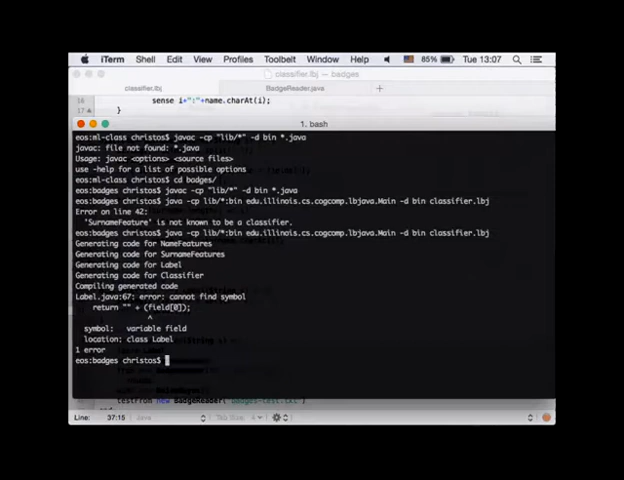 iTerm Shell Edit View Profiles Toolbelt Window Help 85% Tue 13:07
classifier.lbj — badges
classifier.lbj BadgeReader.java +
16 sense i+":"+name.charAt(i);
17 }
1. bash
eos:ml-class christos$ javac -cp "lib/*" -d bin *.java
javac: file not found: *.java
Usage: javac <options> <source files>
use -help for a list of possible options
eos:ml-class christos$ cd badges/
eos:badges christos$ javac -cp "lib/*" -d bin *.java
eos:badges christos$ java -cp lib/*:bin edu.illinois.cs.cogcomp.lbjava.Main -d bin classifier.lbj
Error on line 42:
'SurnameFeature' is not known to be a classifier.
eos:badges christos$ java -cp lib/*:bin edu.illinois.cs.cogcomp.lbjava.Main -d bin classifier.lbj
Generating code for NameFeatures
Generating code for SurnameFeatures
Generating code for Label
Generating code for Classifier
Compiling generated code
Label.java:67: error: cannot find symbol
return "" + (field[0]);
^
symbol: variable field
location: class Label
1 error
eos:badges christos$
testFrom new BadgeReader("badges-test.txt")
end
Line: 37:15 Java Tab Size: 4